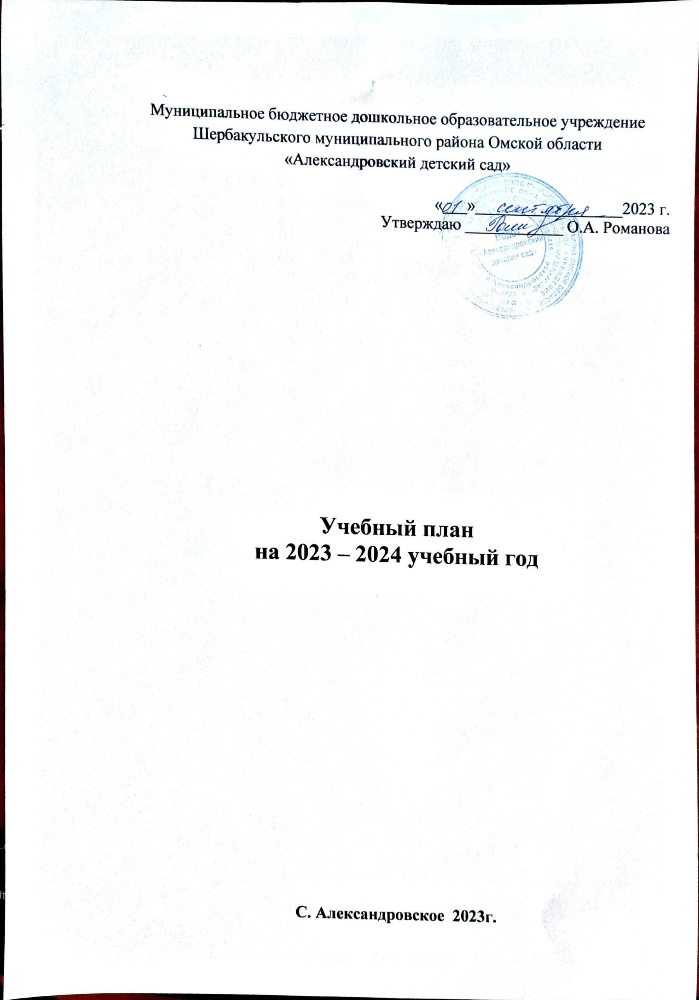 Муниципальное бюджетное дошкольное образовательное учреждение
Шербакульского муниципального района Омской области
«Александровский детский сад»
«01» сентября 2023 г.
Утверждаю О.А. Романова
МБДОУ
«Александровский
детский сад»
с. Александровское
Учебный план
на 2023 – 2024 учебный год
С. Александровское 2023г.